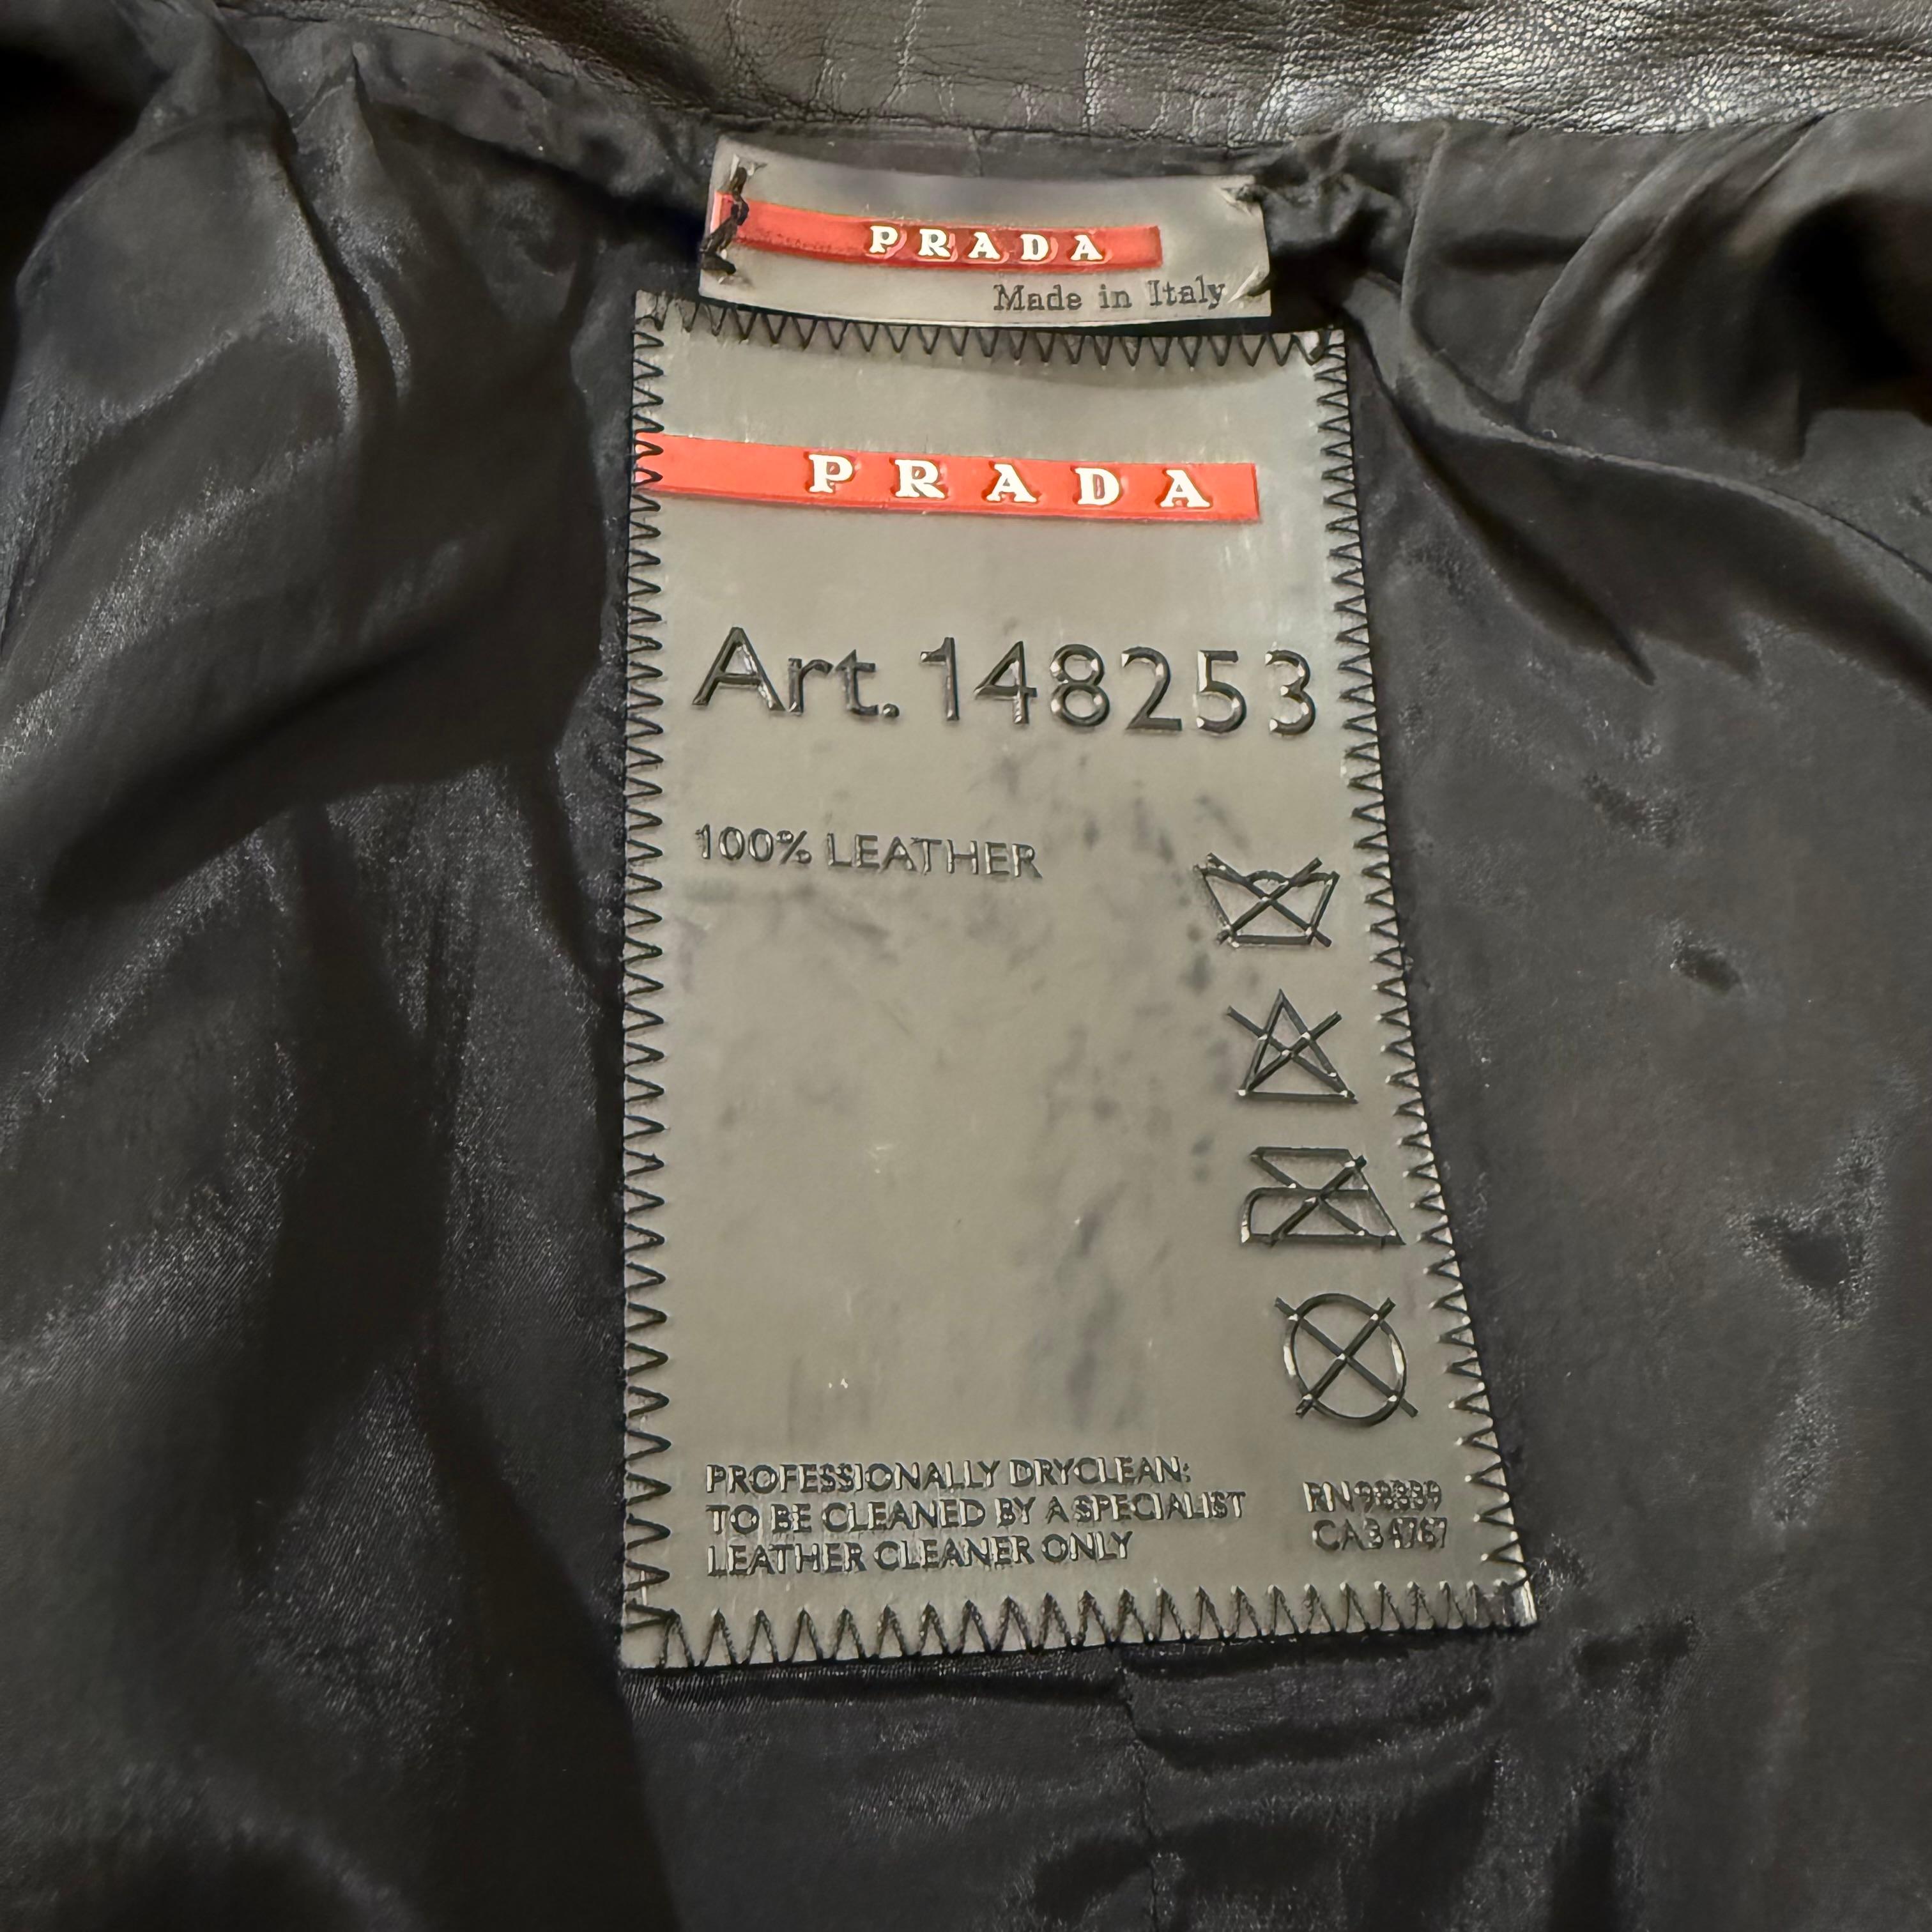 PRADA
Made in Italy
PRADA
Art. 148253
100% LEATHER
PROFESSIONALLY DRYCLEAN:
TO BE CLEANED BY A SPECIALIST
LEATHER CLEANER ONLY